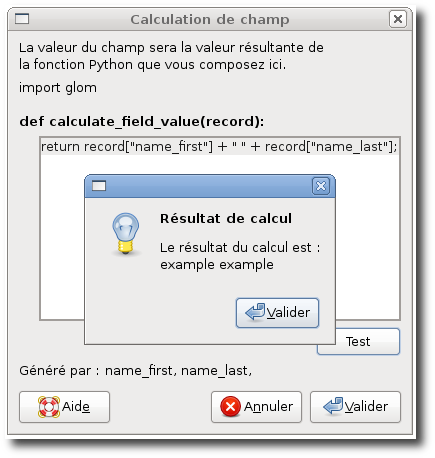 Calculation de champ
La valeur du champ sera la valeur résultante de
la fonction Python que vous composez ici.
import glom
def calculate_field_value(record):
return record["name_first"] + " " + record["name_last"];
Résultat de calcul
Le résultat du calcul est :
example example
Valider
Test
Généré par : name_first, name_last,
Aide
Annuler
Valider